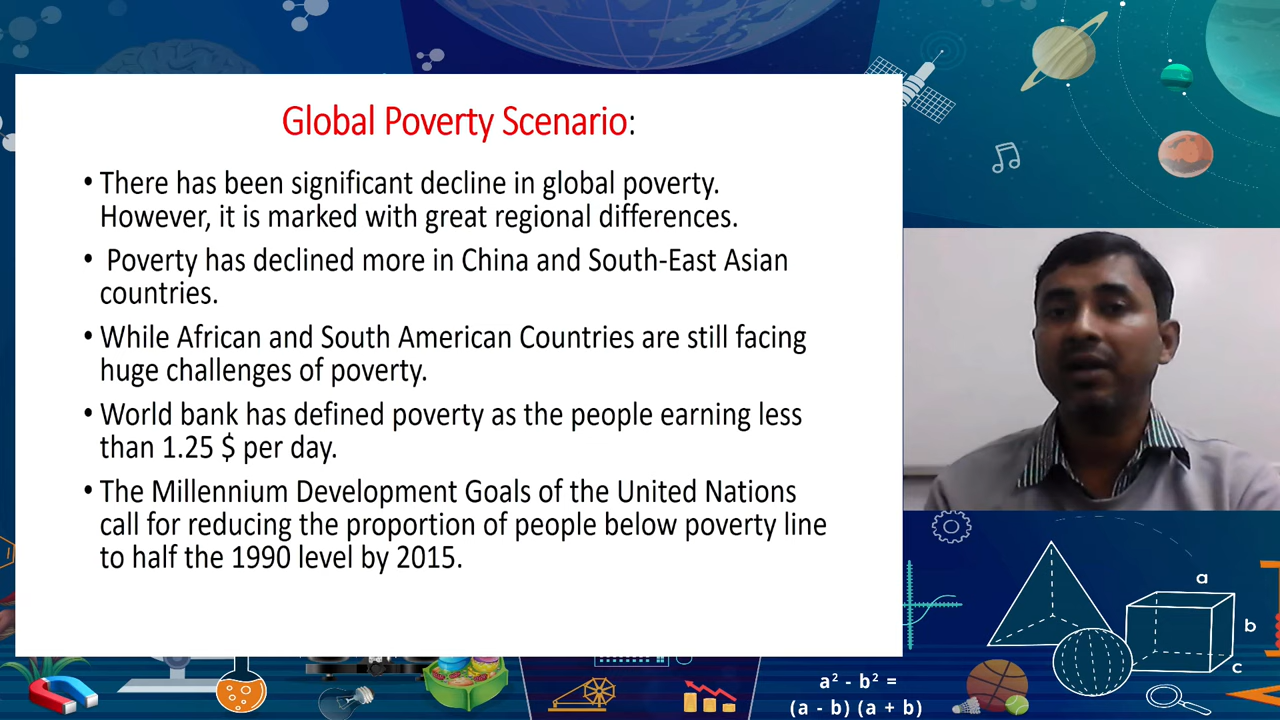 Global Poverty Scenario:
• There has been significant decline in global poverty.
However, it is marked with great regional differences.
• Poverty has declined more in China and South-East Asian
countries.
• While African and South American Countries are still facing
huge challenges of poverty.
• World bank has defined poverty as the people earning less
than 1.25 $ per day.
• The Millennium Development Goals of the United Nations
call for reducing the proportion of people below poverty line
to half the 1990 level by 2015.
a
b
c
a² - b² =
(a - b) (a + b)